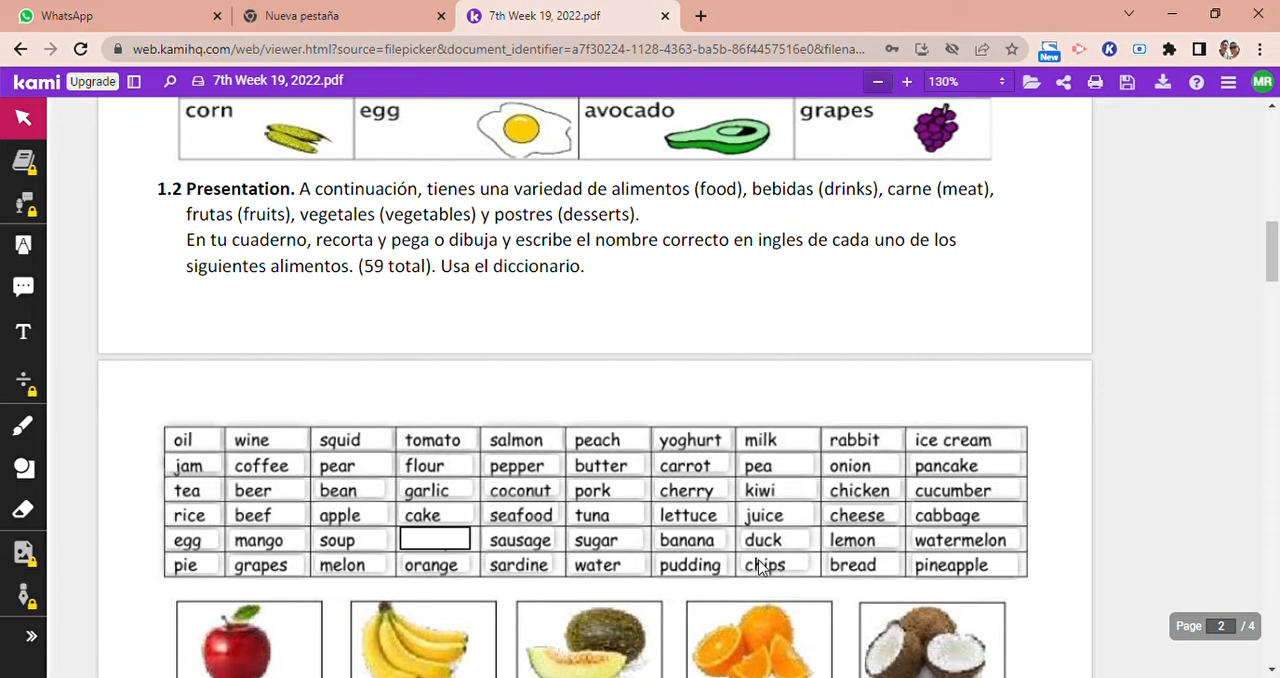 WhatsApp
Nueva pestaña
7th Week 19, 2022.pdf
web.kamihq.com/web/viewer.html?source=filepicker&document_identifier=a7f30224-1128-4363-ba5b-86f4457516e0&filena...
New
kami Upgrade 7th Week 19, 2022.pdf 130% MR
corn egg avocado grapes
1.2 Presentation. A continuación, tienes una variedad de alimentos (food), bebidas (drinks), carne (meat),
frutas (fruits), vegetales (vegetables) y postres (desserts).
En tu cuaderno, recorta y pega o dibuja y escribe el nombre correcto en ingles de cada uno de los
siguientes alimentos. (59 total). Usa el diccionario.
oil wine squid tomato salmon peach yoghurt milk rabbit ice cream
jam coffee pear flour pepper butter carrot pea onion pancake
tea beer bean garlic coconut pork cherry kiwi chicken cucumber
rice beef apple cake seafood tuna lettuce juice cheese cabbage
egg mango soup sausage sugar banana duck lemon watermelon
pie grapes melon orange sardine water pudding chips bread pineapple
Page 2 / 4